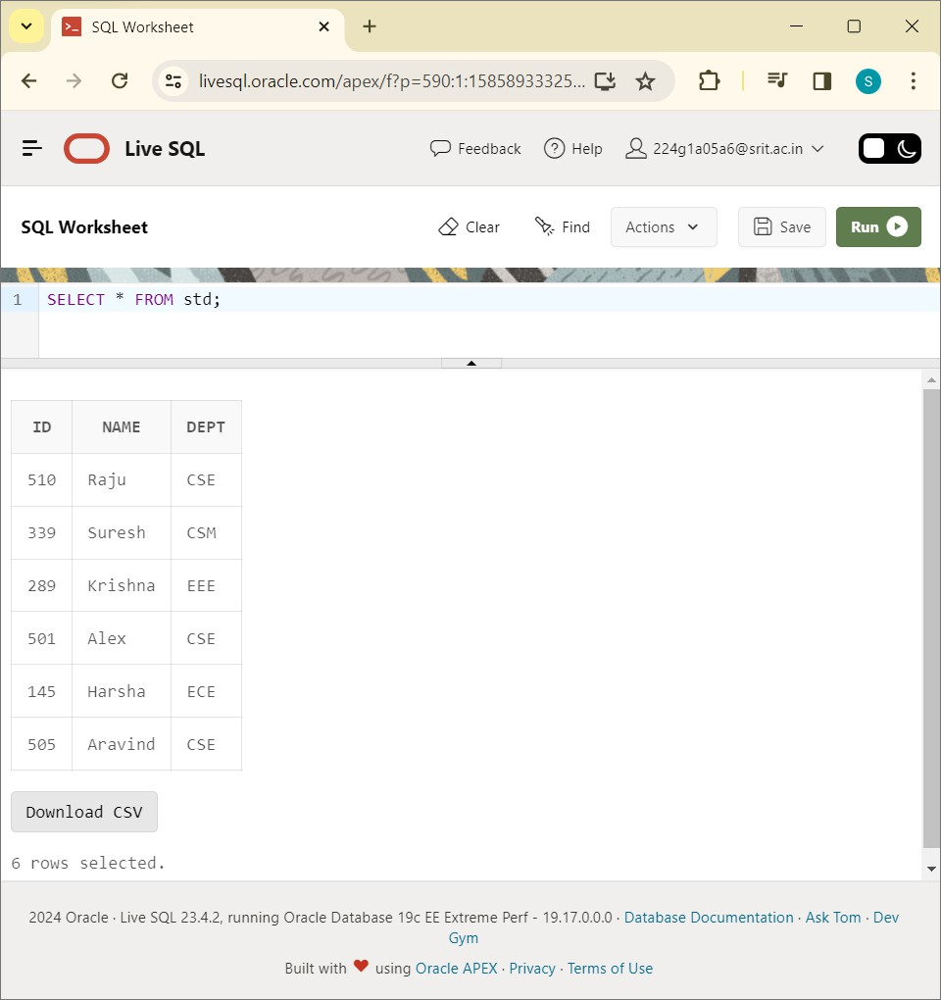 SQL Worksheet
livesql.oracle.com/apex/f?p=590:1:15858933325...
S
Live SQL
Feedback
Help
224g1a05a6@srit.ac.in
SQL Worksheet
Clear
Find
Actions
Save
Run
1 SELECT * FROM std;
ID NAME DEPT
510 Raju CSE
339 Suresh CSM
289 Krishna EEE
501 Alex CSE
145 Harsha ECE
505 Aravind CSE
Download CSV
6 rows selected.
2024 Oracle · Live SQL 23.4.2, running Oracle Database 19c EE Extreme Perf - 19.17.0.0.0 · Database Documentation · Ask Tom · Dev
Gym
Built with ❤ using Oracle APEX · Privacy · Terms of Use